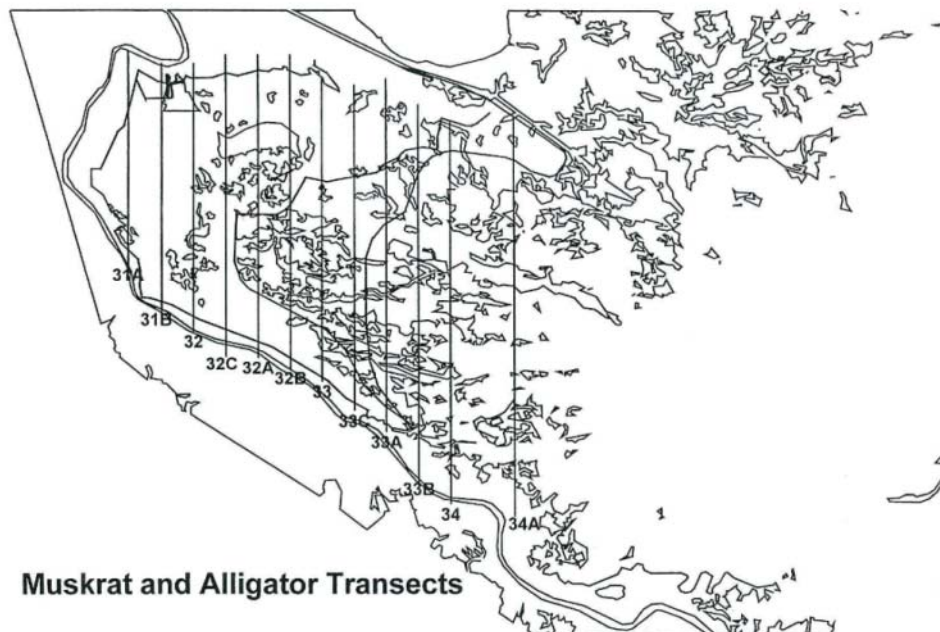 31A
31B
32
32C
32A
32B
33
33C
33A
33B
34
34A
Muskrat and Alligator Transects